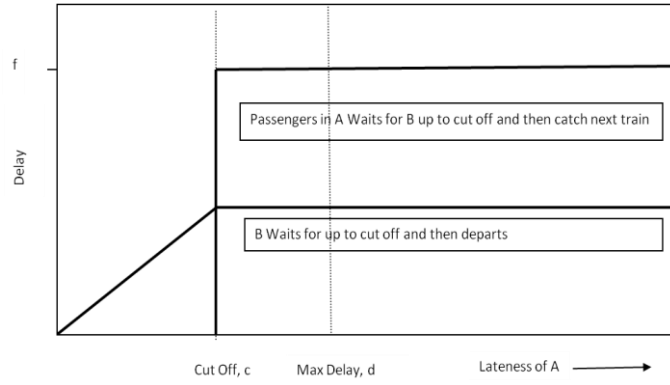 f
Delay
Passengers in A Waits for B up to cut off and then catch next train
B Waits for up to cut off and then departs
Cut Off, c
Max Delay, d
Lateness of A